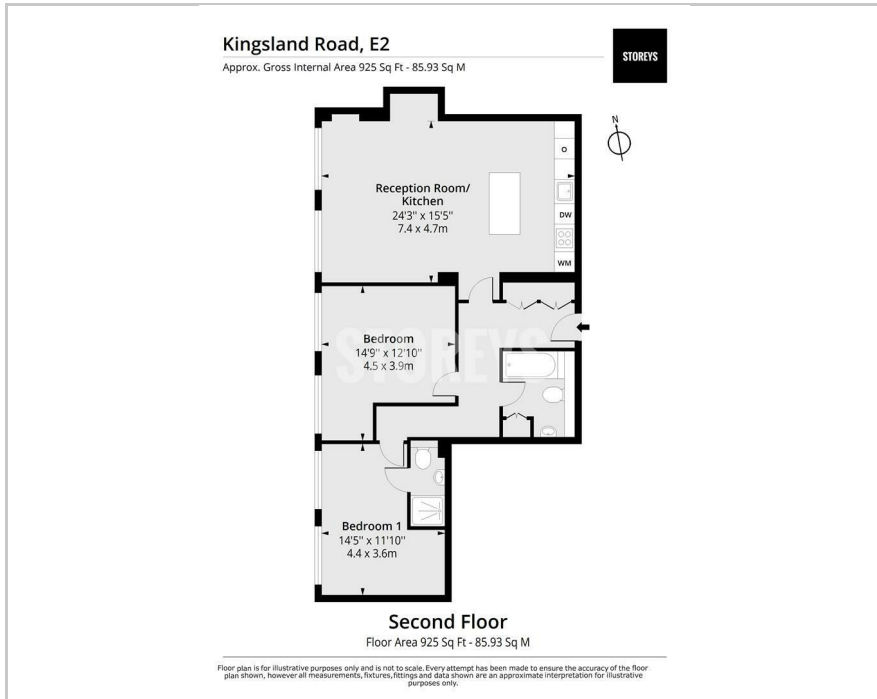 Kingsland Road, E2
Approx. Gross Internal Area 925 Sq Ft - 85.93 Sq M
STOREYS
N
Reception Room/
Kitchen
24'3" x 15'5"
7.4 x 4.7m
O
DW
WM
STOREYS
Bedroom
14'9" x 12'10"
4.5 x 3.9m
Bedroom 1
14'5" x 11'10"
4.4 x 3.6m
Second Floor
Floor Area 925 Sq Ft - 85.93 Sq M
Floor plan is for illustrative purposes only and is not to scale. Every attempt has been made to ensure the accuracy of the floor
plan shown, however all measurements, fixtures, fittings and data shown are an approximate interpretation for illustrative
purposes only.